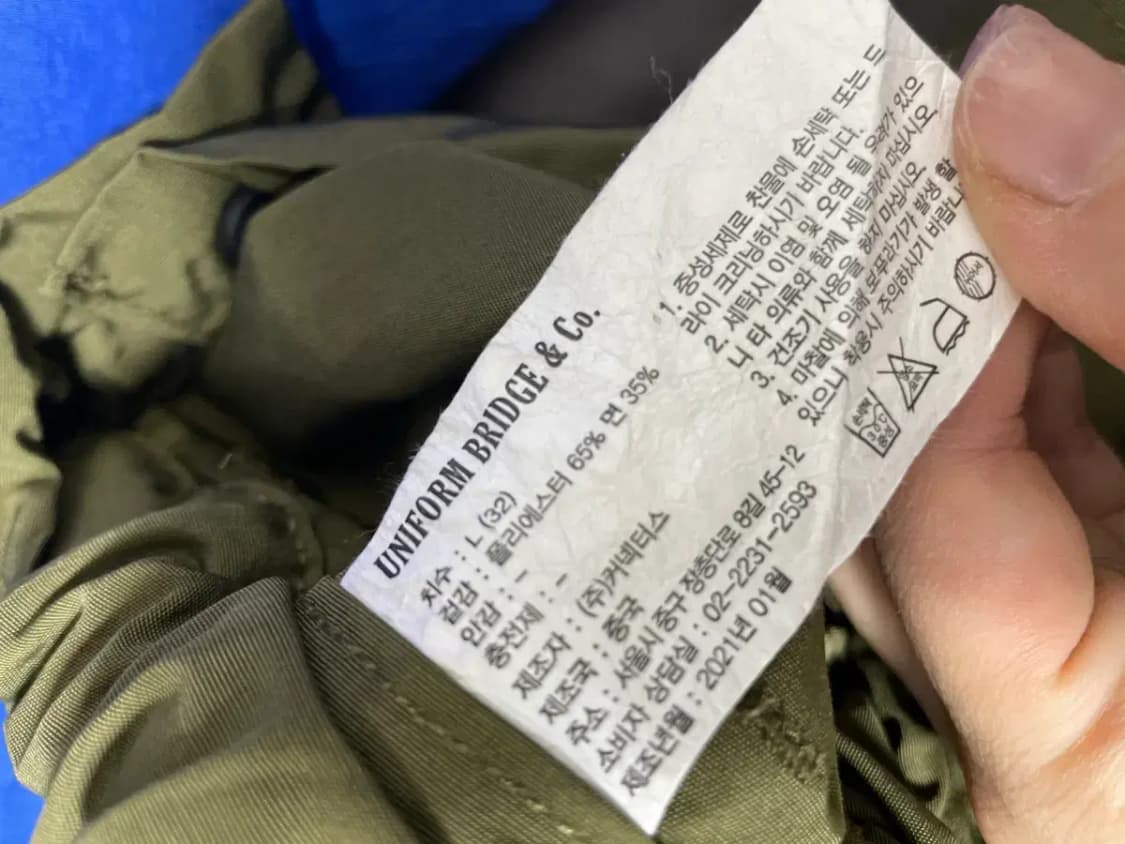 UNIFORM BRIDGE & Co.
치수 : L (32)
겉감 : 폴리에스터 65% 면 35%
안감 : -
충전제 : -
제조자 : (주)커넥티스
제조국 : 중국
주소 : 서울시 중구 장충단로 8길 45-12
소비자 상담실 : 02-2231-2593
제조년월 : 2021년 01월
1. 중성세제로 찬물에 손세탁 또는 드
라이 크리닝하시기 바랍니다.
2. 세탁시 이염 및 오염 될 우려가 있으
니 타 의류와 함께 세탁하지 마십시오
3. 건조기 사용을 하지 마십시오
4. 마찰에 의해 보푸라기가 발생 할
있으니 착용시 주의하시기 바랍니